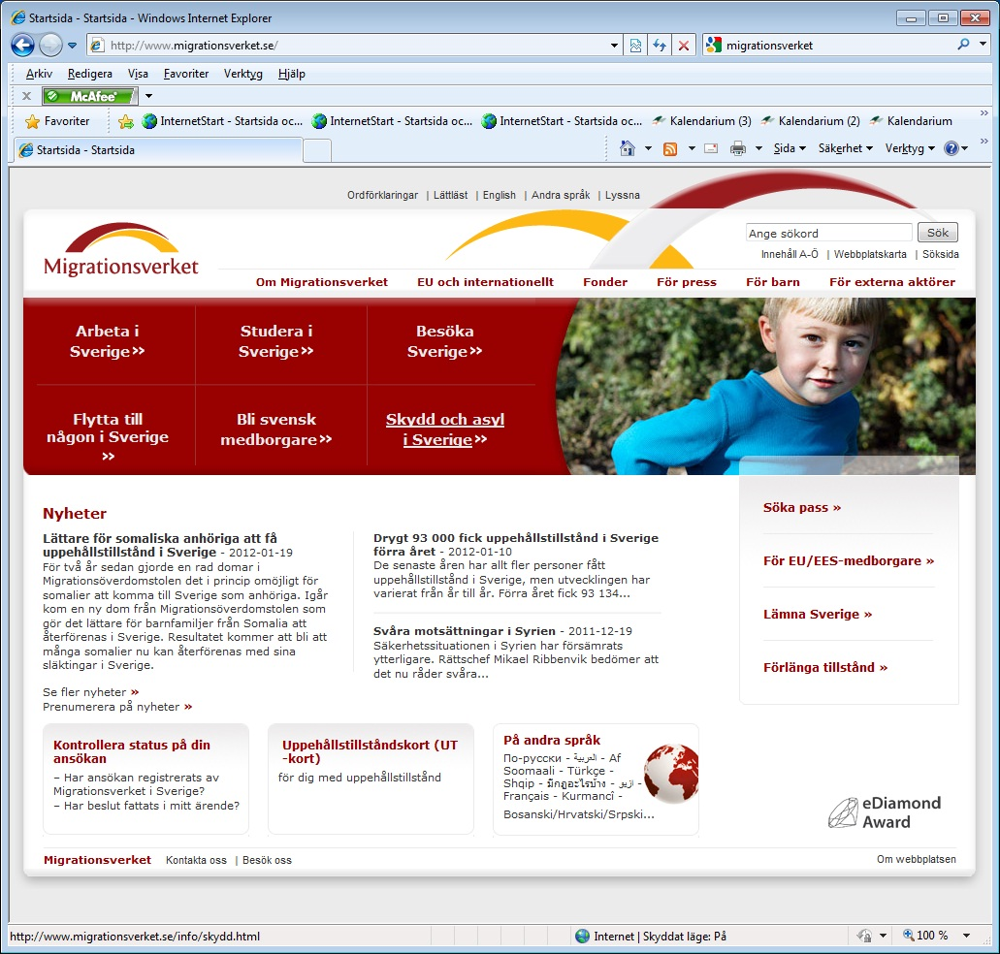 Startsida - Startsida - Windows Internet Explorer
http://www.migrationsverket.se/
migrationsverket
Arkiv Redigera Visa Favoriter Verktyg Hjälp
x McAfee
Favoriter InternetStart - Startsida oc... InternetStart - Startsida oc... InternetStart - Startsida oc... Kalendarium (3) Kalendarium (2) Kalendarium »
Startsida - Startsida Sida Säkerhet Verktyg »
Ordförklaringar | Lättläst | English | Andra språk | Lyssna
Migrationsverket
Ange sökord Sök
Innehåll A-Ö | Webbplatskarta | Söksida
Om Migrationsverket EU och internationellt Fonder För press För barn För externa aktörer
Arbeta i
Sverige»
Studera i
Sverige»
Besöka
Sverige»
Flytta till
någon i Sverige
»
Bli svensk
medborgare»
Skydd och asyl
i Sverige»
Nyheter
Lättare för somaliska anhöriga att få
uppehållstillstånd i Sverige - 2012-01-19
För två år sedan gjorde en rad domar i
Migrationsöverdomstolen det i princip omöjligt för
somalier att komma till Sverige som anhöriga. Igår
kom en ny dom från Migrationsöverdomstolen som
gör det lättare för barnfamiljer från Somalia att
återförenas i Sverige. Resultatet kommer att bli att
många somalier nu kan återförenas med sina
släktingar i Sverige.
Se fler nyheter »
Prenumerera på nyheter »
Drygt 93 000 fick uppehållstillstånd i Sverige
förra året - 2012-01-10
De senaste åren har allt fler personer fått
uppehållstillstånd i Sverige, men utvecklingen har
varierat från år till år. Förra året fick 93 134...
Svåra motsättningar i Syrien - 2011-12-19
Säkerhetssituationen i Syrien har försämrats
ytterligare. Rättschef Mikael Ribbenvik bedömer att
det nu råder svåra...
Söka pass »
För EU/EES-medborgare »
Lämna Sverige »
Förlänga tillstånd »
Kontrollera status på din
ansökan
– Har ansökan registrerats av
Migrationsverket i Sverige?
– Har beslut fattats i mitt ärende?
Uppehållstillståndskort (UT
-kort)
för dig med uppehållstillstånd
På andra språk
По-русски - العربية - Af
Soomaali - Türkçe -
Shqip - - ازیو -
Français - Kurmancî -
Bosanski/Hrvatski/Srpski...
eDiamond
Award
Migrationsverket Kontakta oss | Besök oss Om webbplatsen
http://www.migrationsverket.se/info/skydd.html Internet | Skyddat läge: På 100 %